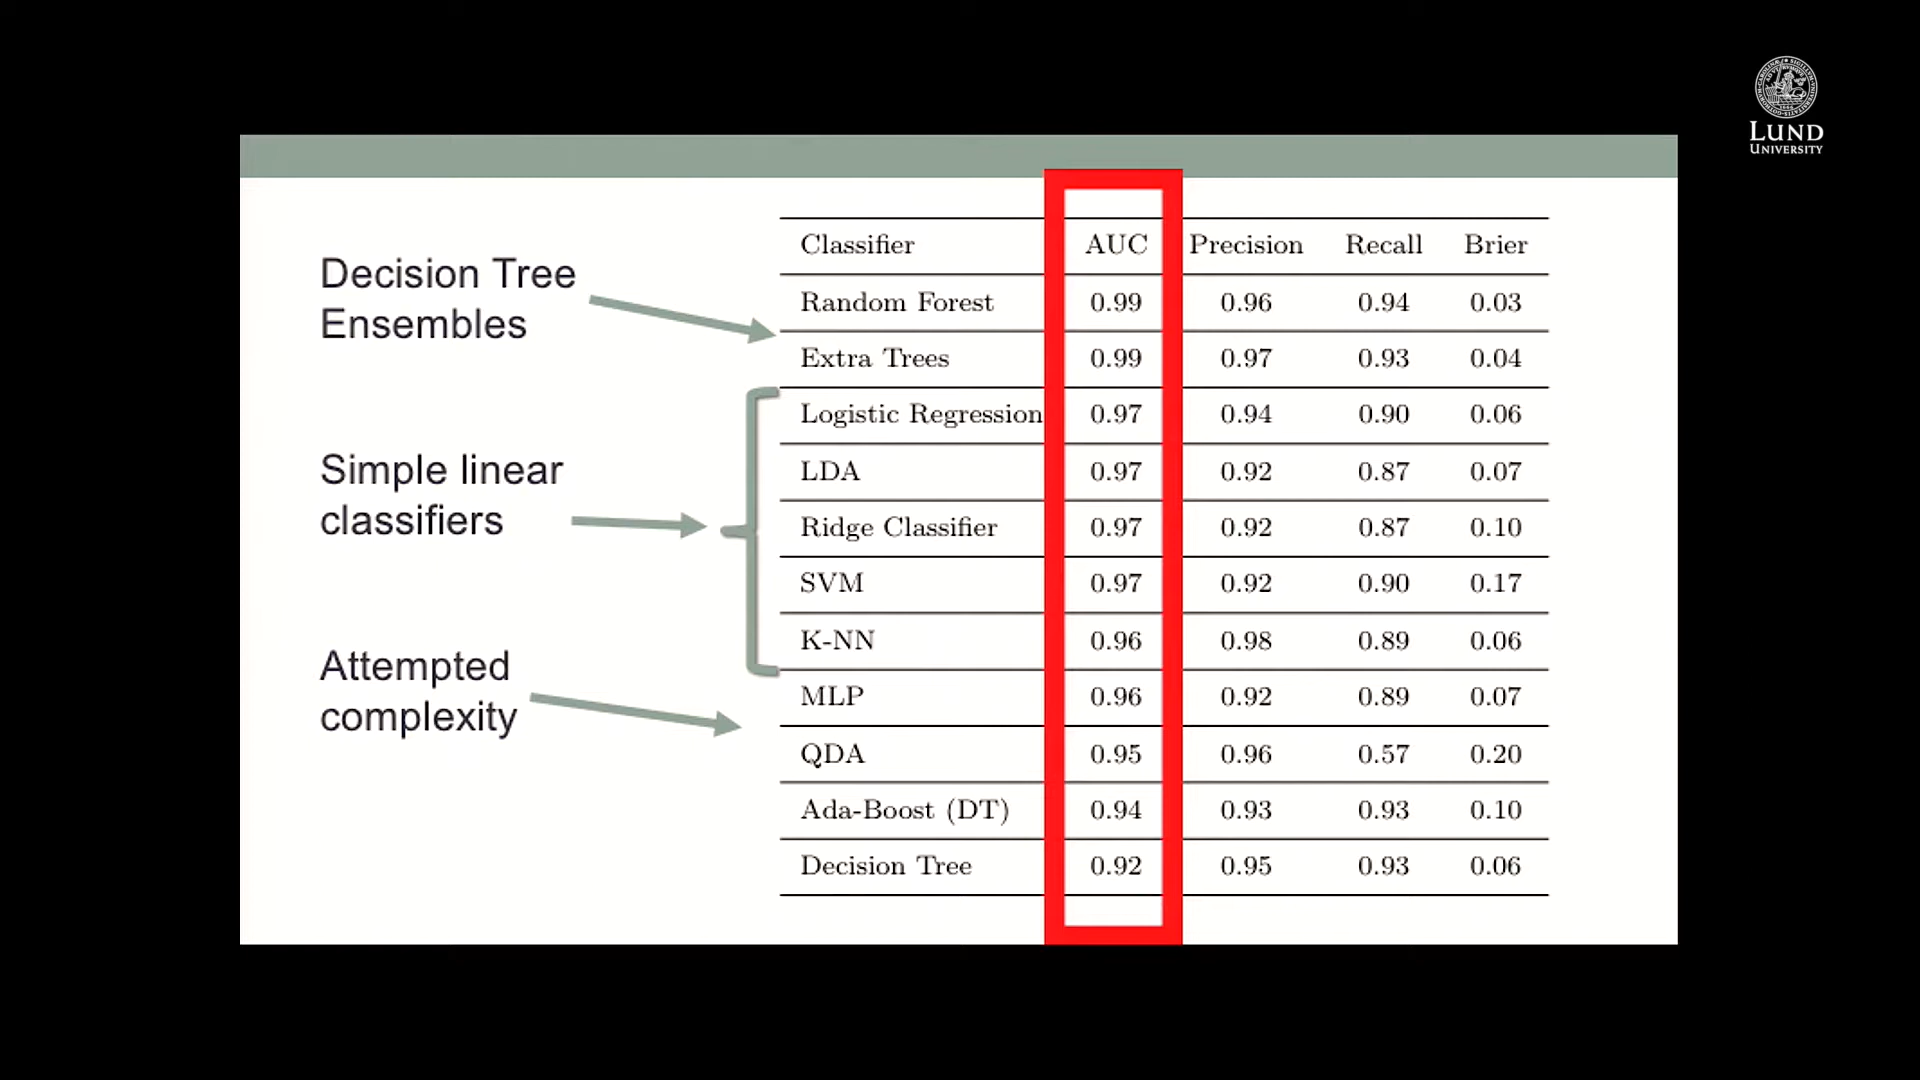 LUND
UNIVERSITY
Decision Tree
Ensembles
Simple linear
classifiers
Attempted
complexity
Classifier AUC Precision Recall Brier
Random Forest 0.99 0.96 0.94 0.03
Extra Trees 0.99 0.97 0.93 0.04
Logistic Regression 0.97 0.94 0.90 0.06
LDA 0.97 0.92 0.87 0.07
Ridge Classifier 0.97 0.92 0.87 0.10
SVM 0.97 0.92 0.90 0.17
K-NN 0.96 0.98 0.89 0.06
MLP 0.96 0.92 0.89 0.07
QDA 0.95 0.96 0.57 0.20
Ada-Boost (DT) 0.94 0.93 0.93 0.10
Decision Tree 0.92 0.95 0.93 0.06